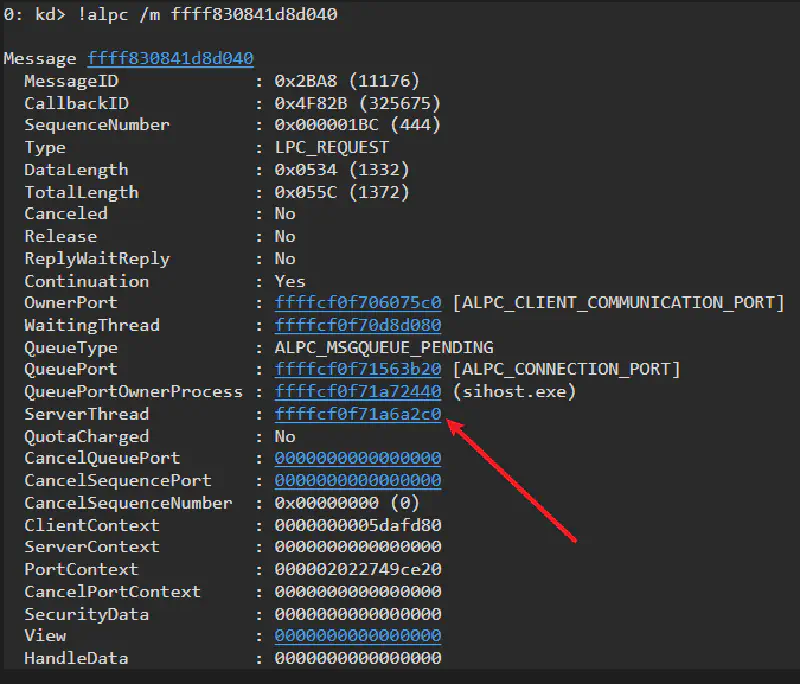 0: kd> !alpc /m ffff830841d8d040
Message ffff830841d8d040
MessageID : 0x2BA8 (11176)
CallbackID : 0x4F82B (325675)
SequenceNumber : 0x000001BC (444)
Type : LPC_REQUEST
DataLength : 0x0534 (1332)
TotalLength : 0x055C (1372)
Canceled : No
Release : No
ReplyWaitReply : No
Continuation : Yes
OwnerPort : ffffcf0f706075c0 [ALPC_CLIENT_COMMUNICATION_PORT]
WaitingThread : ffffcf0f70d8d080
QueueType : ALPC_MSGQUEUE_PENDING
QueuePort : ffffcf0f71563b20 [ALPC_CONNECTION_PORT]
QueuePortOwnerProcess : ffffcf0f71a72440 (sihost.exe)
ServerThread : ffffcf0f71a6a2c0
QuotaCharged : No
CancelQueuePort : 0000000000000000
CancelSequencePort : 0000000000000000
CancelSequenceNumber : 0x00000000 (0)
ClientContext : 0000000005dafd80
ServerContext : 0000000000000000
PortContext : 000002022749ce20
CancelPortContext : 0000000000000000
SecurityData : 0000000000000000
View : 0000000000000000
HandleData : 0000000000000000